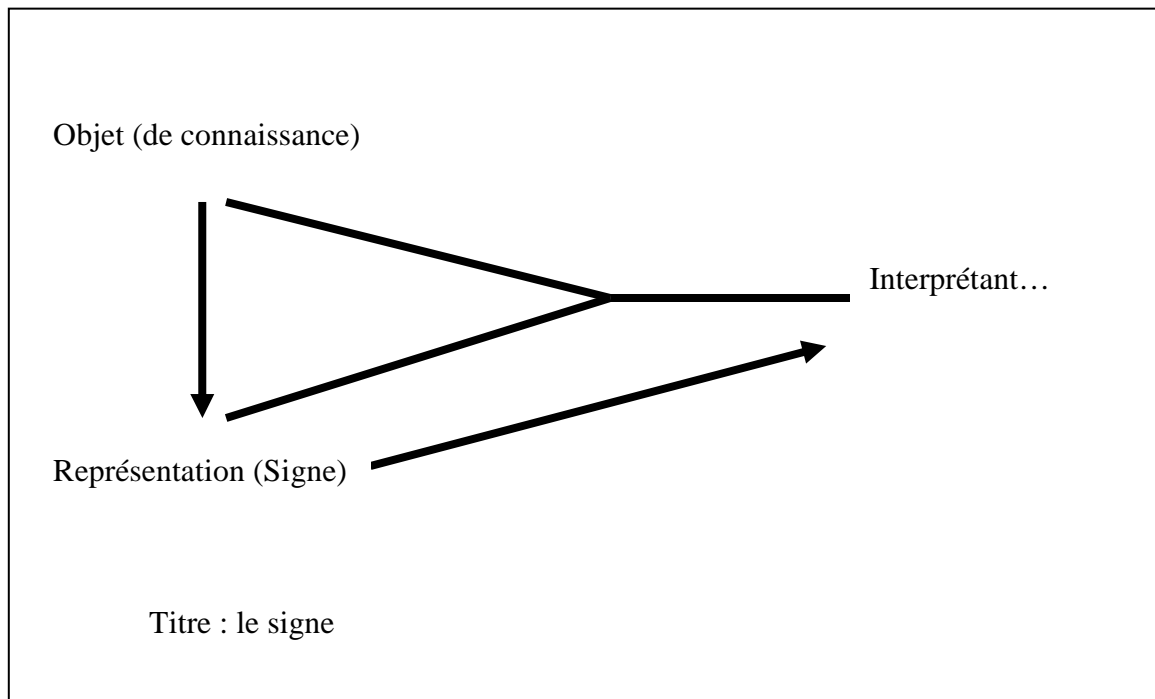 Objet (de connaissance)
Interprétant…
Représentation (Signe)
Titre : le signe